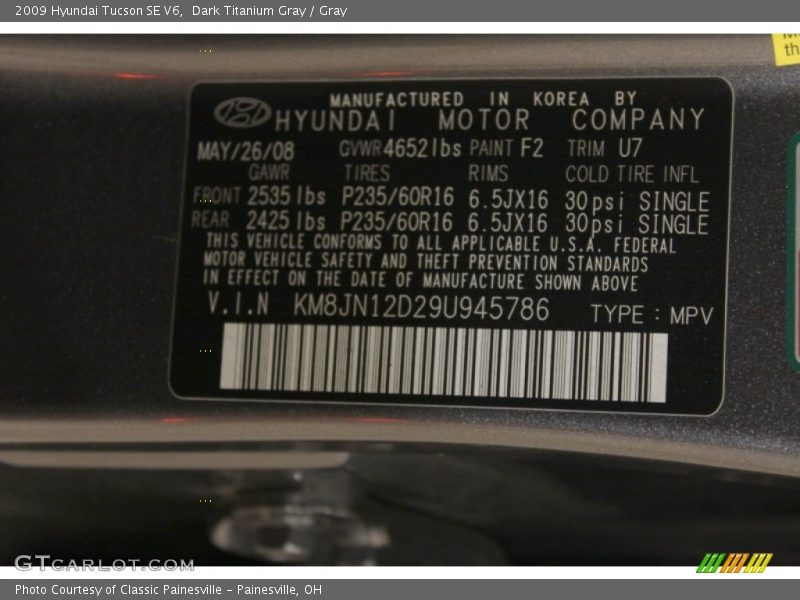 2009 Hyundai Tucson SE V6, Dark Titanium Gray / Gray
th
MANUFACTURED IN KOREA BY
HYUNDAI MOTOR COMPANY
MAY/26/08 GVWR 4652lbs PAINT F2 TRIM U7
GAWR TIRES RIMS COLD TIRE INFL
FRONT 2535 lbs P235/60R16 6.5JX16 30psi SINGLE
REAR 2425 lbs P235/60R16 6.5JX16 30psi SINGLE
THIS VEHICLE CONFORMS TO ALL APPLICABLE U.S.A. FEDERAL
MOTOR VEHICLE SAFETY AND THEFT PREVENTION STANDARDS
IN EFFECT ON THE DATE OF MANUFACTURE SHOWN ABOVE
V.I.N KM8JN12D29U945786 TYPE : MPV
GTCARLOT.COM
Photo Courtesy of Classic Painesville - Painesville, OH